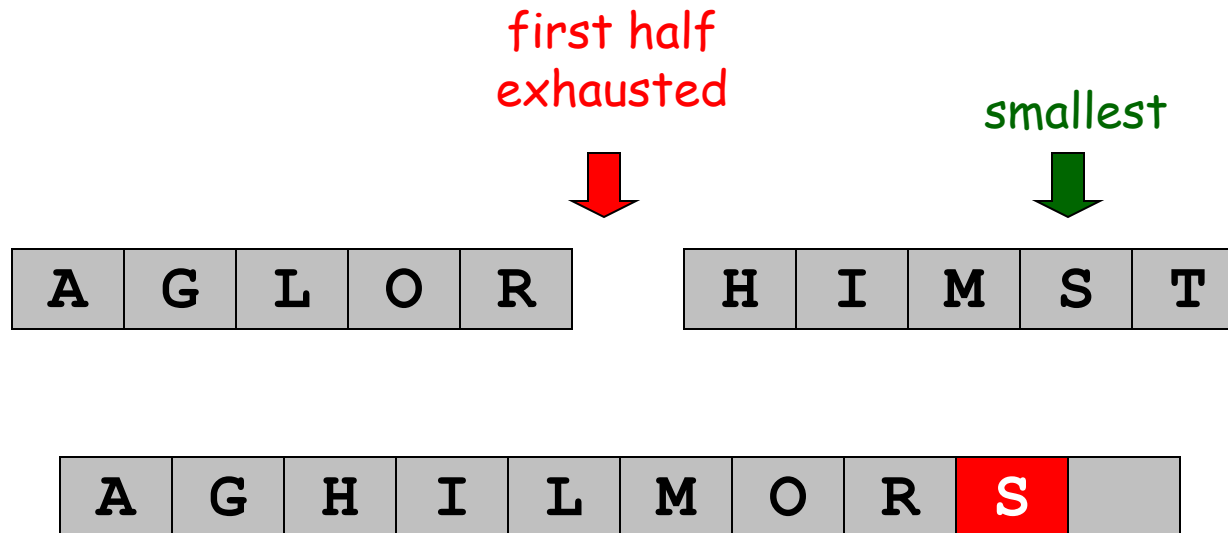 first half
exhausted
smallest
A G L O R H I M S T
A G H I L M O R S